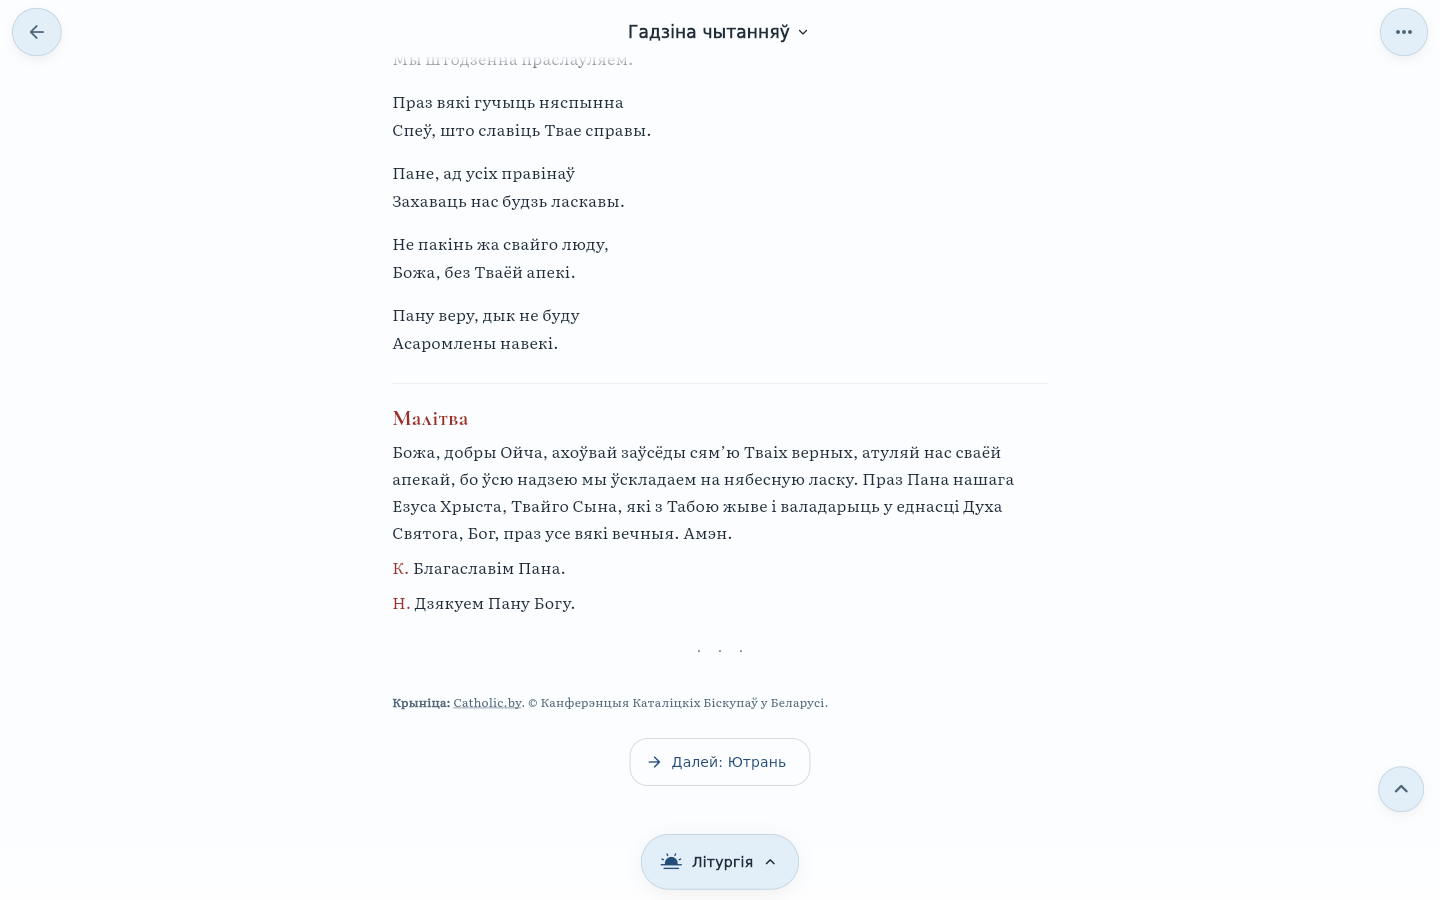 Гадзіна чытанняў
Мы штодзённа праслаўляем.
Праз вякі гучыць няспынна
Спеў, што славіць Твае справы.
Пане, ад усіх правінаў
Захаваць нас будзь ласкавы.
Не пакінь жа свайго люду,
Божа, без Тваёй апекі.
Пану веру, дык не буду
Асаромлены навекі.
Малітва
Божа, добры Ойча, ахоўвай заўсёды сям’ю Тваіх верных, атуляй нас сваёй
апекай, бо ўсю надзею мы ўскладаем на нябесную ласку. Праз Пана нашага
Езуса Хрыста, Твайго Сына, які з Табою жыве і валадарыць у еднасці Духа
Святога, Бог, праз усе вякі вечныя. Амэн.
К. Благаславім Пана.
Н. Дзякуем Пану Богу.
. . .
Крыніца: Catholic.by. © Канферэнцыя Каталіцкіх Біскупаў у Беларусі.
Далей: Ютрань
Літургія